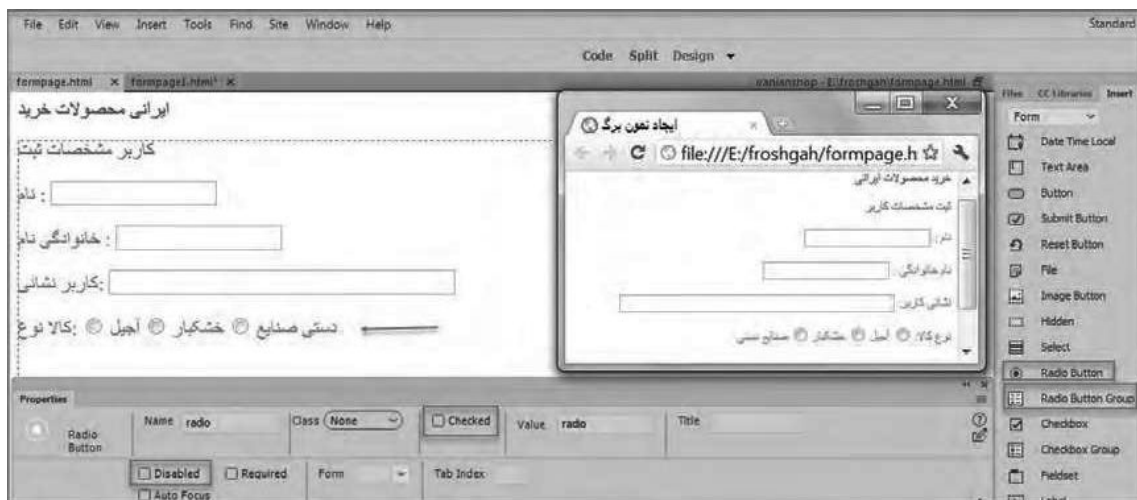 File Edit View Insert Tools Find Site Window Help
Standard
Code Split Design
formpage.html × formpage1.html* ×
E:\froshgah\formpage.html
ایرانی محصولات خرید
کاربر مشخصات ثبت
نام :
خانوادگی نام :
کاربر نشانی:
دستی صنایع خشکبار آجیل :کالا نوع
ایجاد نمون برگ ×
file:///E:/froshgah/formpage.h
خرید محصولات ایرانی
ثبت مشخصات کاربر
نام :
نام خانوادگی :
نشانی کاربر:
نوع کالا: آجیل خشکبار صنایع دستی
Files CC Libraries Insert
Form
Date Time Local
Text Area
Button
Submit Button
Reset Button
File
Image Button
Hidden
Select
Radio Button
Radio Button Group
Checkbox
Checkbox Group
Fieldset
Label
Properties
Radio Button
Name rado
Class None
Checked
Value rado
Title
Disabled
Required
Form
Tab Index
Auto Focus